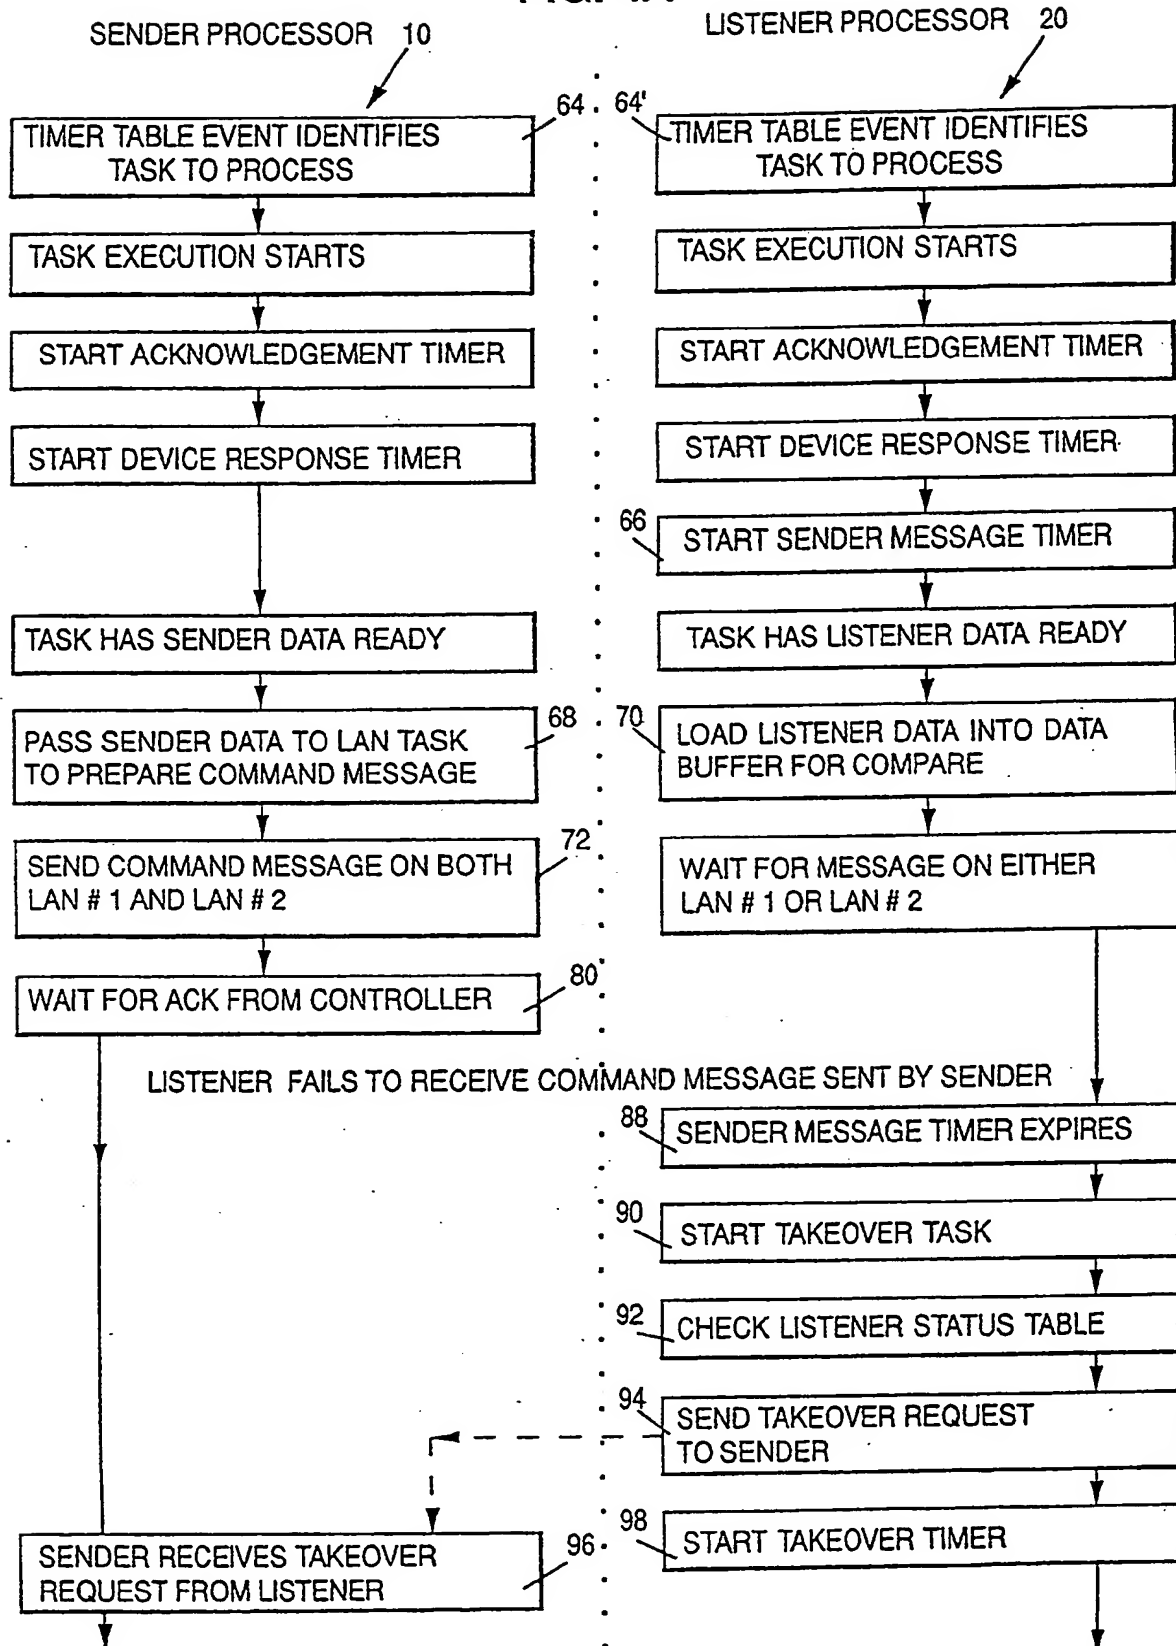 SENDER PROCESSOR 10
LISTENER PROCESSOR 20
64
TIMER TABLE EVENT IDENTIFIES
TASK TO PROCESS
64'
TIMER TABLE EVENT IDENTIFIES
TASK TO PROCESS
TASK EXECUTION STARTS
TASK EXECUTION STARTS
START ACKNOWLEDGEMENT TIMER
START ACKNOWLEDGEMENT TIMER
START DEVICE RESPONSE TIMER
START DEVICE RESPONSE TIMER
66
START SENDER MESSAGE TIMER
TASK HAS SENDER DATA READY
TASK HAS LISTENER DATA READY
68
PASS SENDER DATA TO LAN TASK
TO PREPARE COMMAND MESSAGE
70
LOAD LISTENER DATA INTO DATA
BUFFER FOR COMPARE
72
SEND COMMAND MESSAGE ON BOTH
LAN # 1 AND LAN # 2
WAIT FOR MESSAGE ON EITHER
LAN # 1 OR LAN # 2
WAIT FOR ACK FROM CONTROLLER
80
LISTENER FAILS TO RECEIVE COMMAND MESSAGE SENT BY SENDER
88
SENDER MESSAGE TIMER EXPIRES
90
START TAKEOVER TASK
92
CHECK LISTENER STATUS TABLE
94
SEND TAKEOVER REQUEST
TO SENDER
98
START TAKEOVER TIMER
SENDER RECEIVES TAKEOVER
REQUEST FROM LISTENER
96